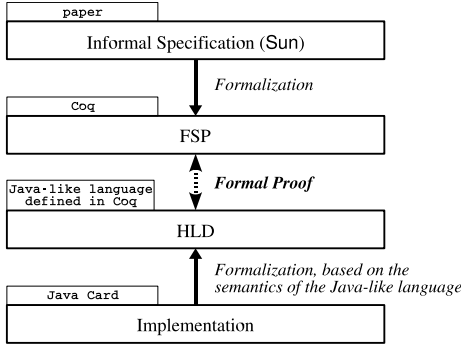 paper
Informal Specification (Sun)
Formalization
Coq
FSP
Formal Proof
Java-like language
defined in Coq
HLD
Formalization, based on the
semantics of the Java-like language
Java Card
Implementation